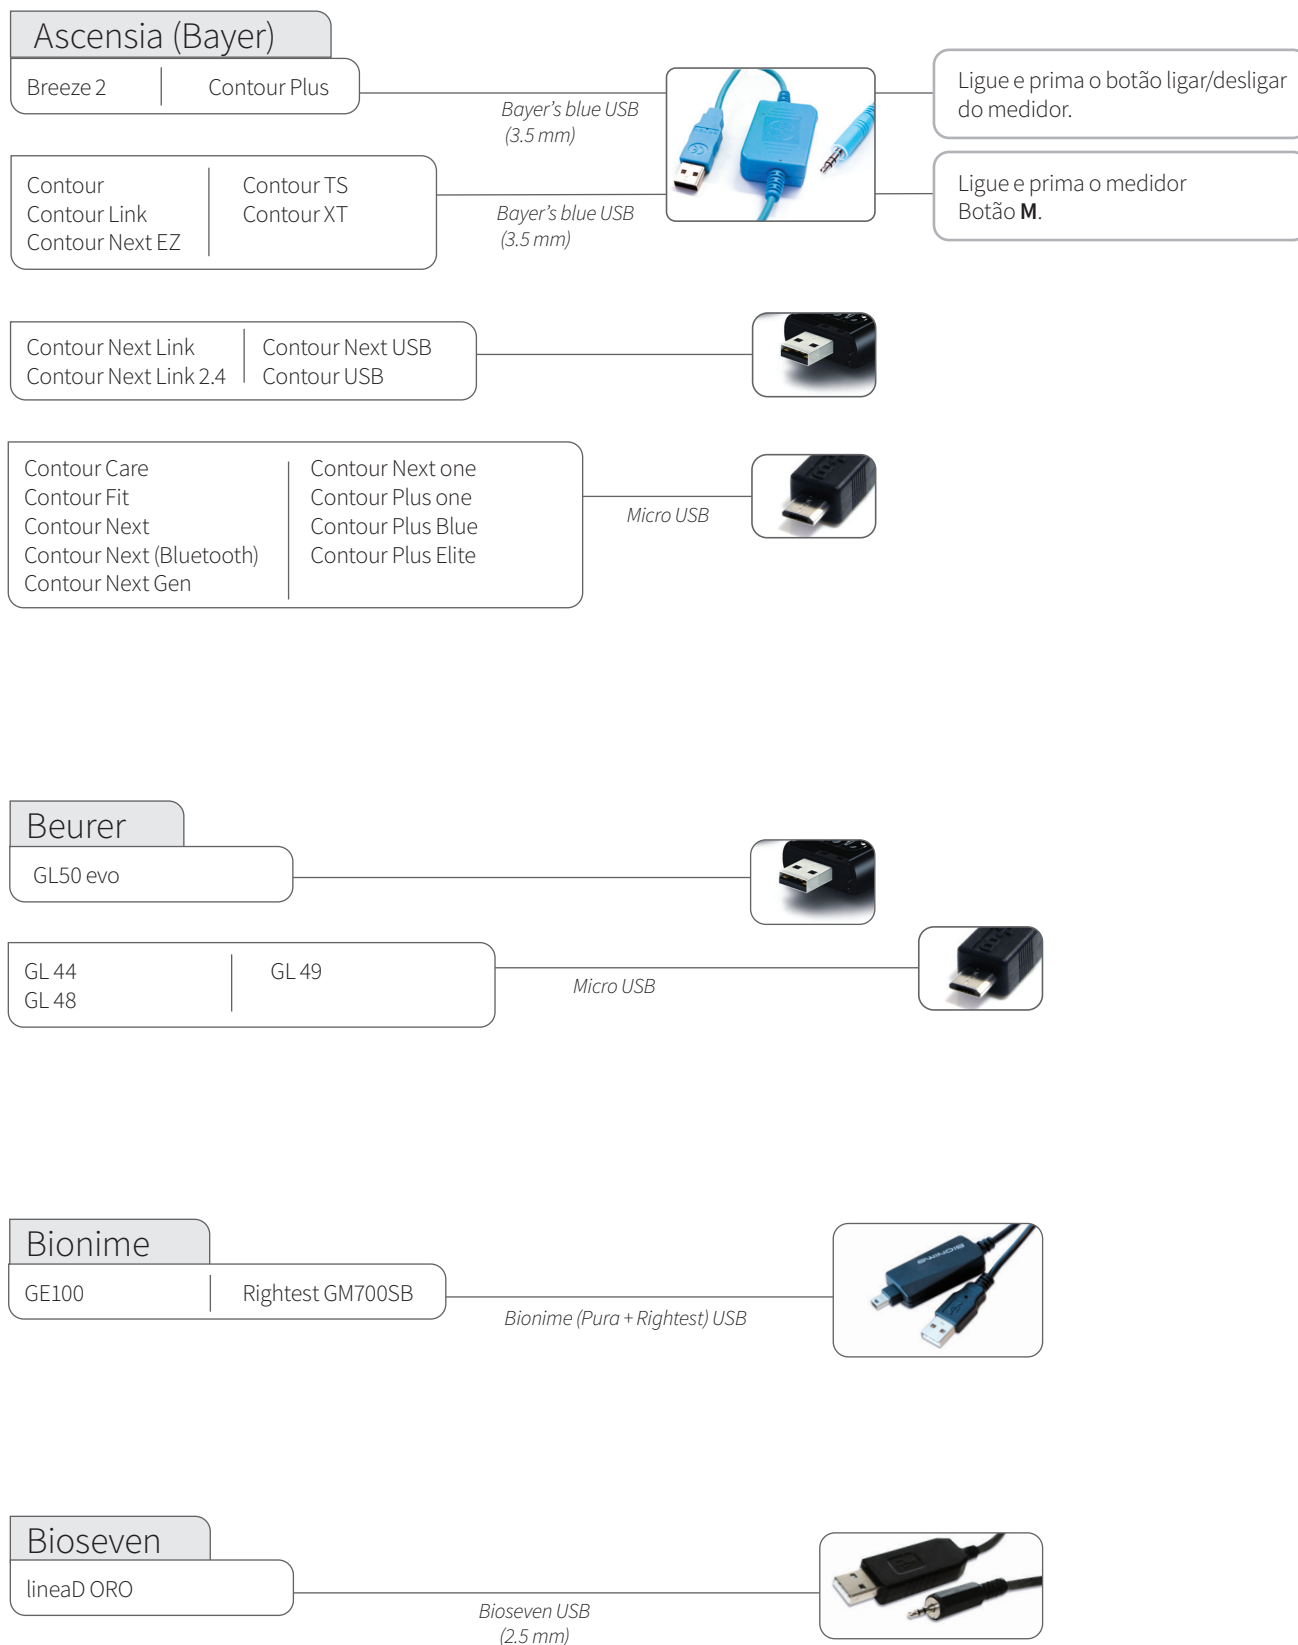 Ascensia (Bayer)
Breeze 2
Contour Plus
Bayer’s blue USB
(3.5 mm)
Ligue e prima o botão ligar/desligar
do medidor.
Contour
Contour Link
Contour Next EZ
Contour TS
Contour XT
Bayer’s blue USB
(3.5 mm)
Ligue e prima o medidor
Botão M.
Contour Next Link
Contour Next Link 2.4
Contour Next USB
Contour USB
Contour Care
Contour Fit
Contour Next
Contour Next (Bluetooth)
Contour Next Gen
Contour Next one
Contour Plus one
Contour Plus Blue
Contour Plus Elite
Micro USB
Beurer
GL50 evo
GL 44
GL 48
GL 49
Micro USB
Bionime
GE100
Rightest GM700SB
Bionime (Pura + Rightest) USB
BIONIME
Bioseven
lineaD ORO
Bioseven USB
(2.5 mm)